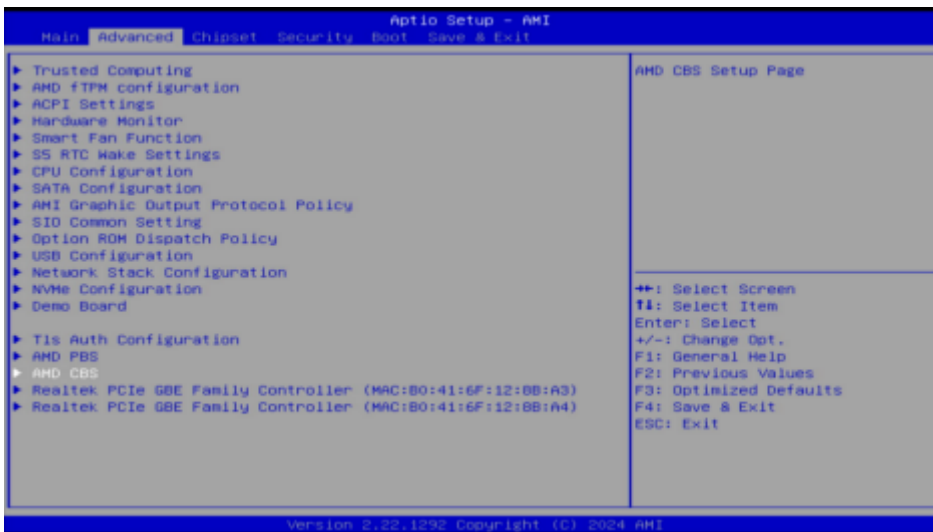 Aptio Setup - AMI
Main Advanced Chipset Security Boot Save & Exit
Trusted Computing
AMD fTPM configuration
ACPI Settings
Hardware Monitor
Smart Fan Function
S5 RTC Wake Settings
CPU Configuration
SATA Configuration
AMI Graphic Output Protocol Policy
SIO Common Setting
Option ROM Dispatch Policy
USB Configuration
Network Stack Configuration
NVMe Configuration
Demo Board
Tls Auth Configuration
AMD PBS
AMD CBS
Realtek PCIe GBE Family Controller (MAC:B0:41:6F:12:BB:A3)
Realtek PCIe GBE Family Controller (MAC:B0:41:6F:12:BB:A4)
AMD CBS Setup Page
→←: Select Screen
↑↓: Select Item
Enter: Select
+/-: Change Opt.
F1: General Help
F2: Previous Values
F3: Optimized Defaults
F4: Save & Exit
ESC: Exit
Version 2.22.1292 Copyright (C) 2024 AMI